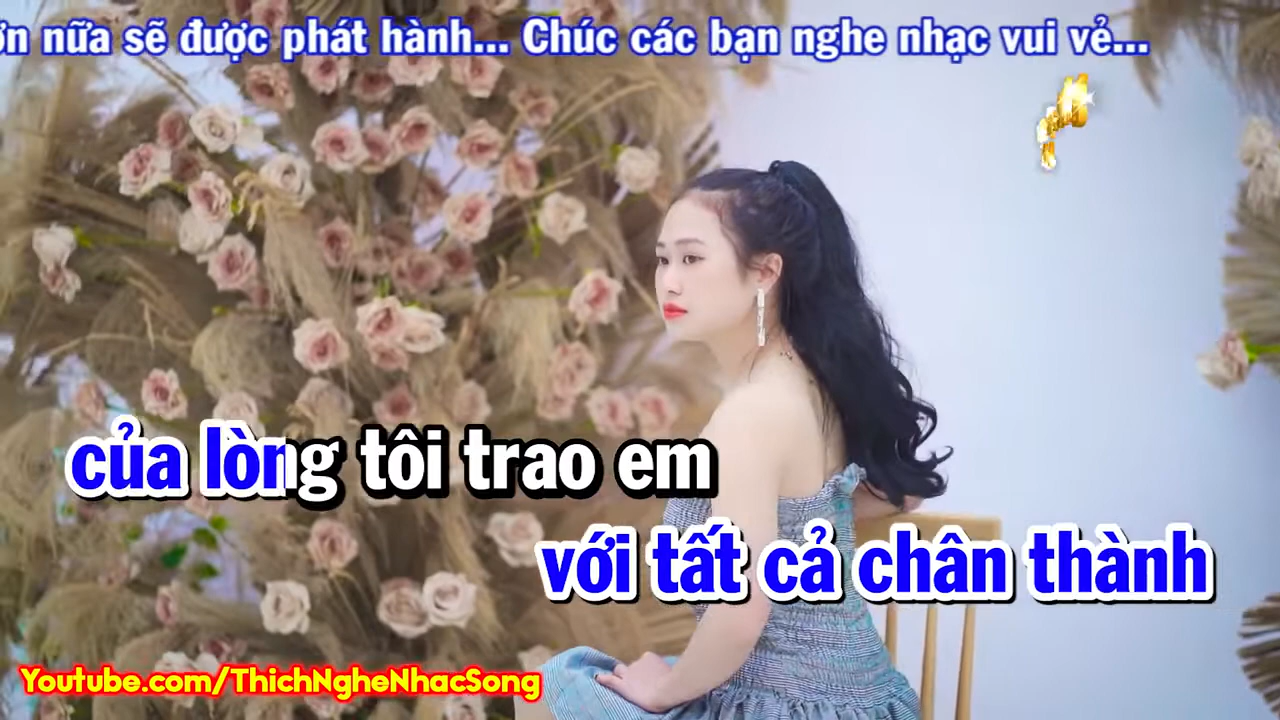 nữa sẽ được phát hành... Chúc các bạn nghe nhạc vui vẻ...
của lòng tôi trao em
với tất cả chân thành
Youtube.com/ThichNgheNhacSong